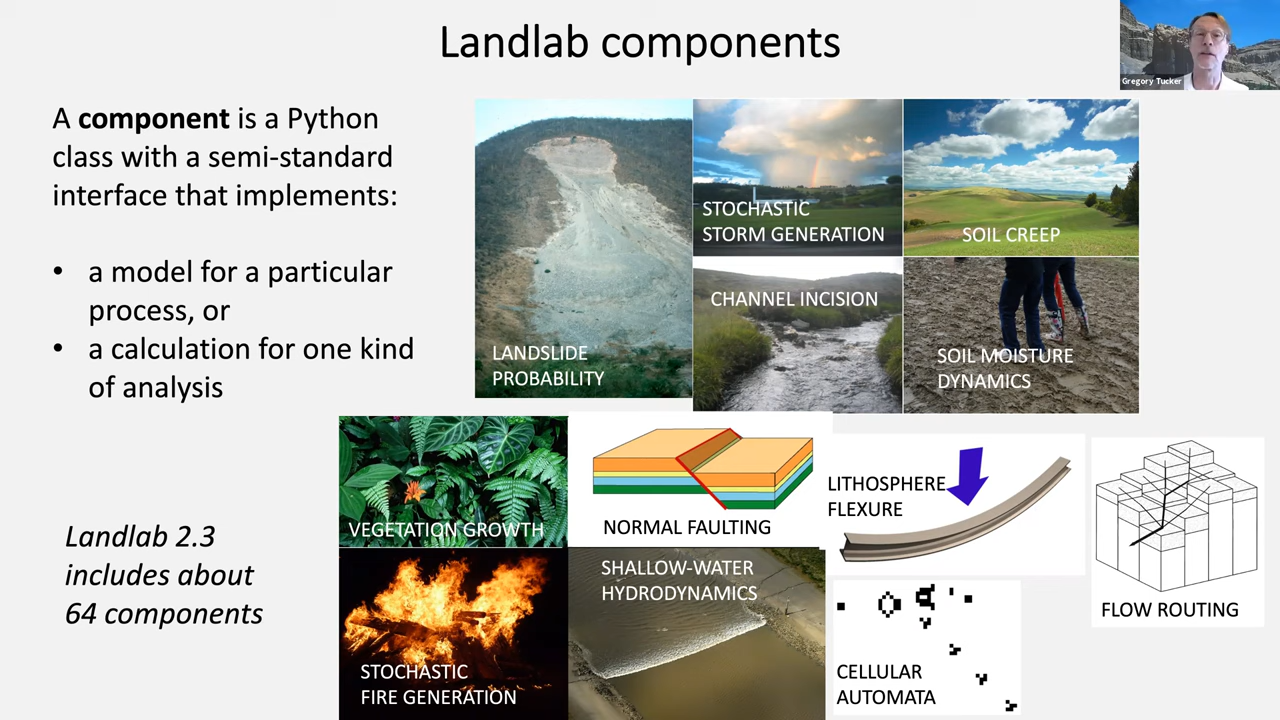 Landlab components
Gregory Tucker
A component is a Python
class with a semi-standard
interface that implements:
• a model for a particular
process, or
• a calculation for one kind
of analysis
Landlab 2.3
includes about
64 components
LANDSLIDE
PROBABILITY
STOCHASTIC
STORM GENERATION
SOIL CREEP
CHANNEL INCISION
SOIL MOISTURE
DYNAMICS
VEGETATION GROWTH
NORMAL FAULTING
LITHOSPHERE
FLEXURE
FLOW ROUTING
STOCHASTIC
FIRE GENERATION
SHALLOW-WATER
HYDRODYNAMICS
CELLULAR
AUTOMATA